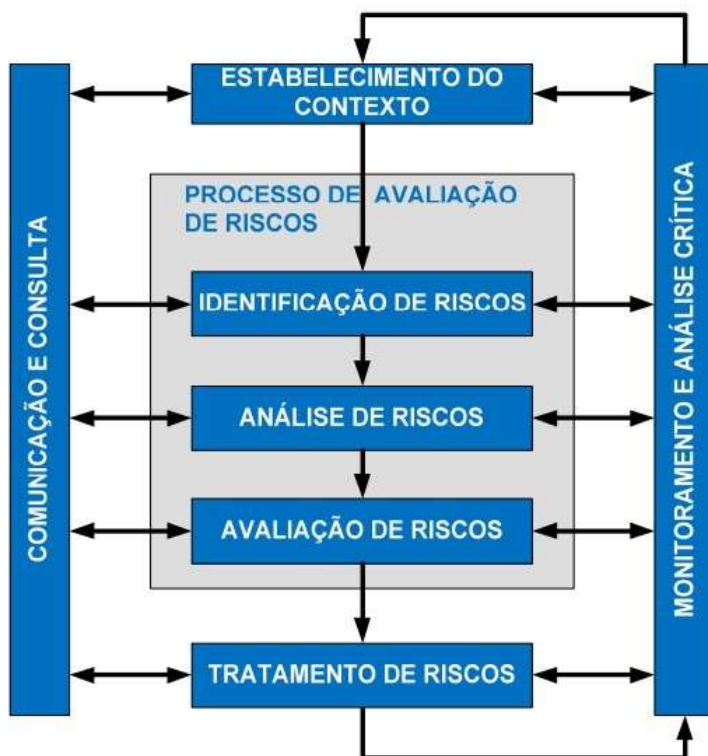 ESTABELECIMENTO DO
CONTEXTO
PROCESSO DE AVALIAÇÃO
DE RISCOS
IDENTIFICAÇÃO DE RISCOS
ANÁLISE DE RISCOS
AVALIAÇÃO DE RISCOS
TRATAMENTO DE RISCOS
COMUNICAÇÃO E CONSULTA
MONITORAMENTO E ANÁLISE CRÍTICA